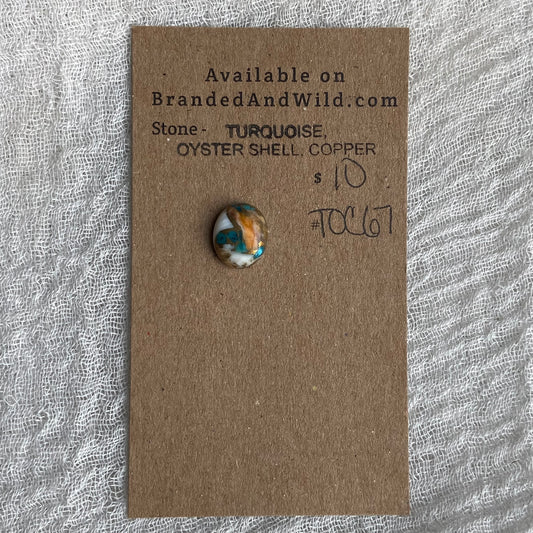 Available on
BrandedAndWild.com
Stone - TURQUOISE,
OYSTER SHELL, COPPER
$ 10
#TOC67